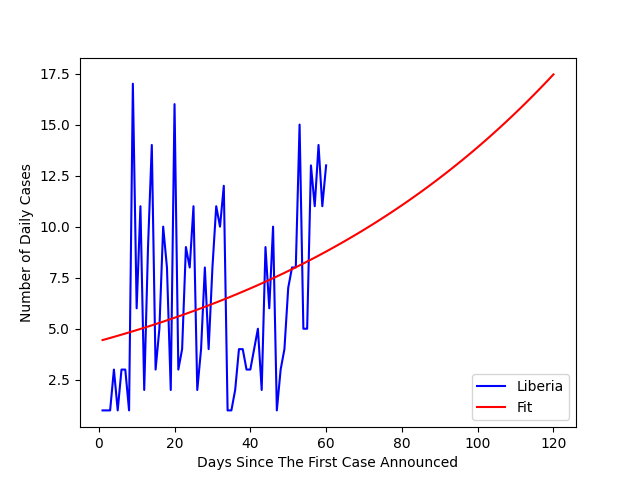 17.5
15.0
12.5
10.0
7.5
5.0
2.5
Number of Daily Cases
0 20 40 60 80 100 120
Days Since The First Case Announced
Liberia
Fit